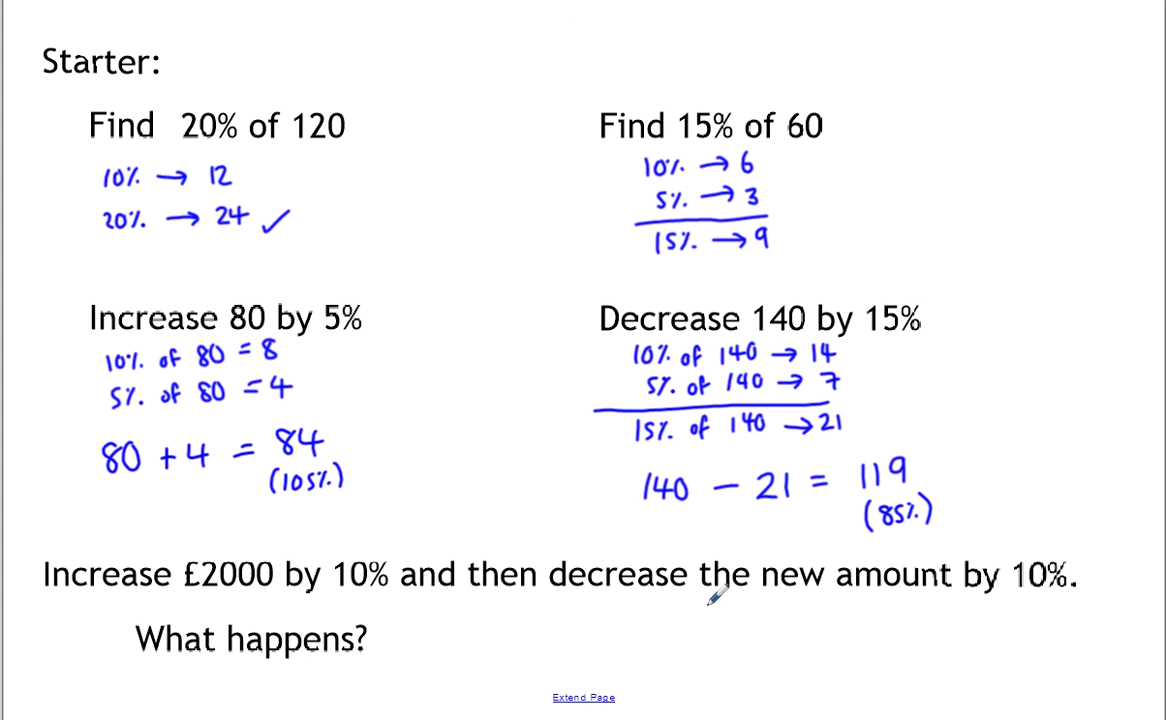 Starter:
Find 20% of 120
10% → 12
20% → 24 ✓
Find 15% of 60
10% → 6
5% → 3
15% → 9
Increase 80 by 5%
10% of 80 = 8
5% of 80 = 4
80 + 4 = 84
(105%)
Decrease 140 by 15%
10% of 140 → 14
5% of 140 → 7
15% of 140 → 21
140 - 21 = 119
(85%)
Increase £2000 by 10% and then decrease the new amount by 10%.
What happens?
Extend Page